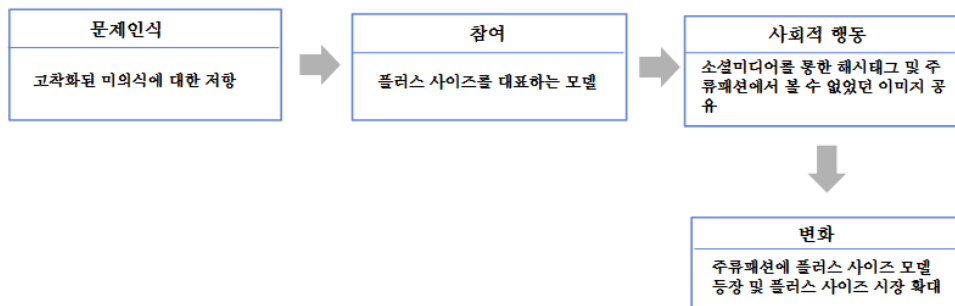 문제인식
고착화된 미의식에 대한 저항
참여
플러스 사이즈를 대표하는 모델
사회적 행동
소셜미디어를 통한 해시태그 및 주
류패션에서 볼 수 없었던 이미지 공
유
변화
주류패션에 플러스 사이즈 모델
등장 및 플러스 사이즈 시장 확대